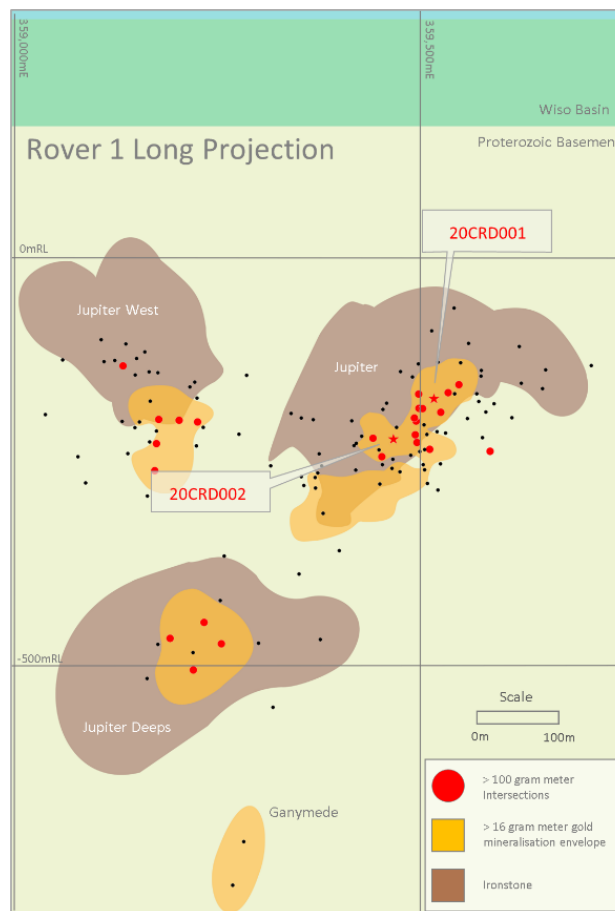 359,000mE
359,500mE
Wiso Basin
Rover 1 Long Projection
Proterozoic Basemen
20CRD001
0mRL
Jupiter West
Jupiter
20CRD002
-500mRL
Scale
0m
100m
Jupiter Deeps
> 100 gram meter
Intersections
Ganymede
> 16 gram meter gold
mineralisation envelope
Ironstone